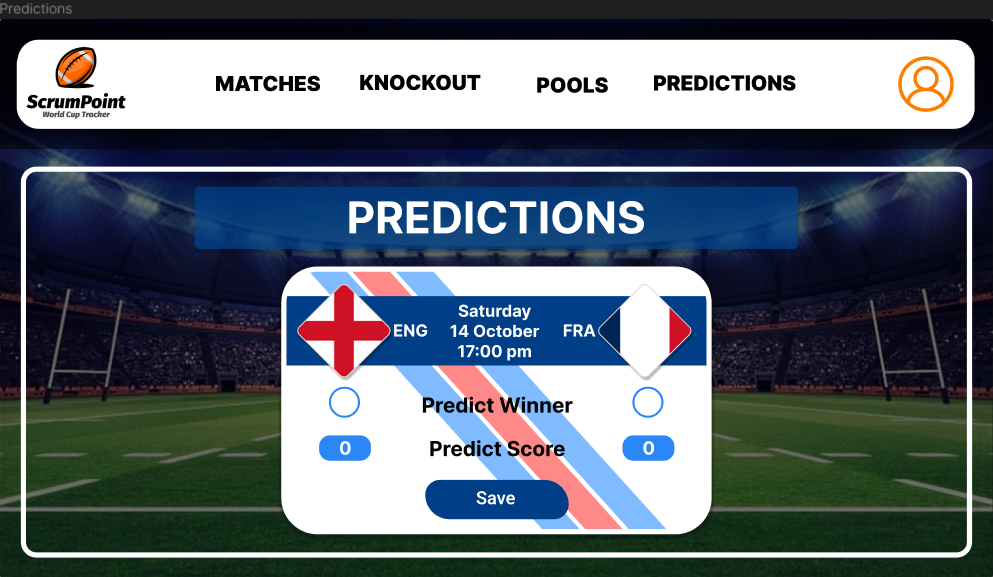 Predictions
ScrumPoint
World Cup Tracker
MATCHES
KNOCKOUT
POOLS
PREDICTIONS
PREDICTIONS
ENG
Saturday
14 October
17:00 pm
FRA
Predict Winner
0
Predict Score
0
Save